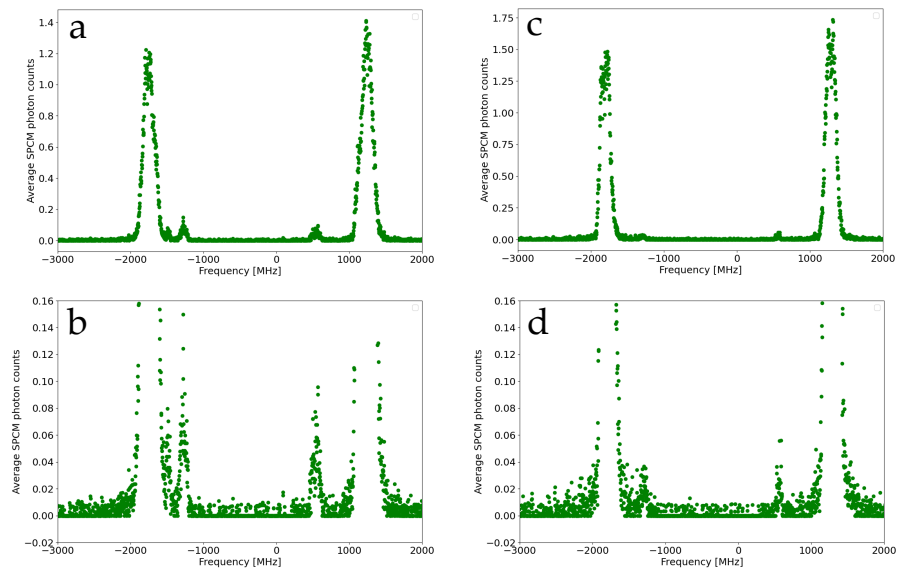 a
1.4
1.2
1.0
0.8
0.6
0.4
0.2
0.0
Average SPCM photon counts
−3000 −2000 −1000 0 1000 2000
Frequency [MHz]
c
1.75
1.50
1.25
1.00
0.75
0.50
0.25
0.00
Average SPCM photon counts
−3000 −2000 −1000 0 1000 2000
Frequency [MHz]
b
0.16
0.14
0.12
0.10
0.08
0.06
0.04
0.02
0.00
−0.02
Average SPCM photon counts
−3000 −2000 −1000 0 1000 2000
Frequency [MHz]
d
0.16
0.14
0.12
0.10
0.08
0.06
0.04
0.02
0.00
−0.02
Average SPCM photon counts
−3000 −2000 −1000 0 1000 2000
Frequency [MHz]